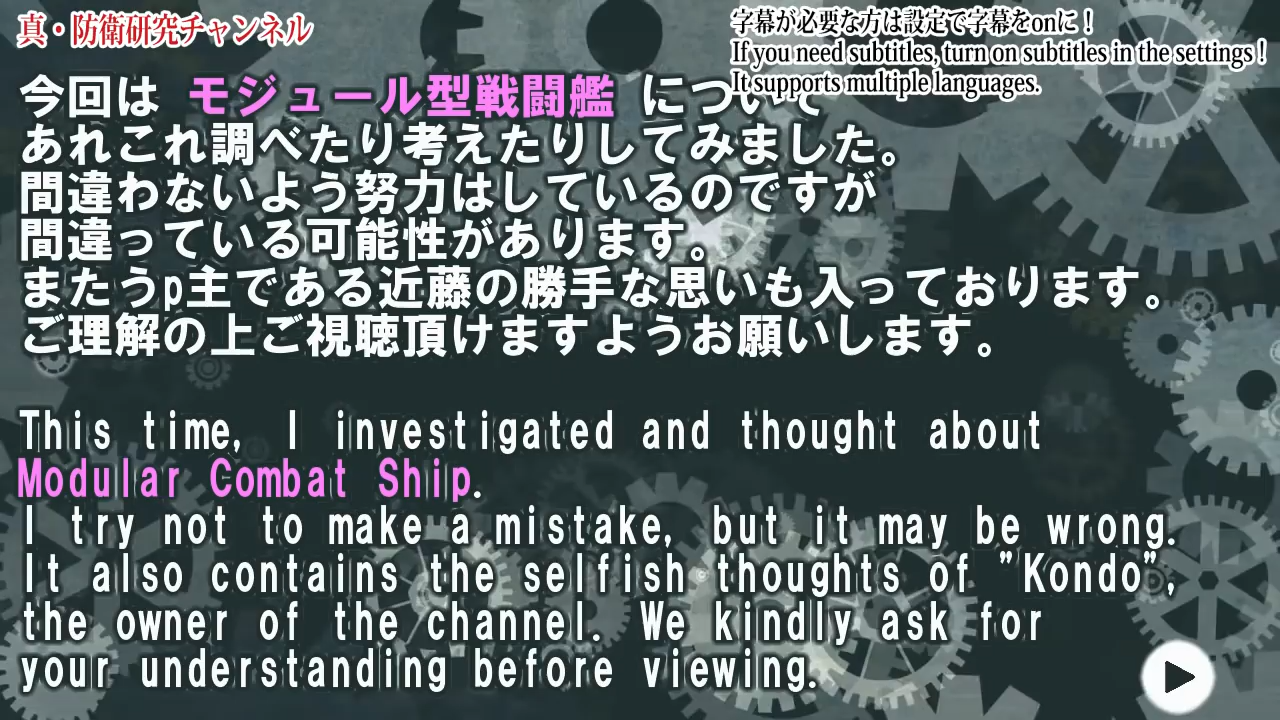 真・防衛研究チャンネル
字幕が必要な方は設定で字幕をonに！
If you need subtitles, turn on subtitles in the settings !
It supports multiple languages.
今回は モジュール型戦闘艦 について
あれこれ調べたり考えたりしてみました。
間違わないよう努力はしているのですが
間違っている可能性があります。
またうp主である近藤の勝手な思いも入っております。
ご理解の上ご視聴頂けますようお願いします。
This time, I investigated and thought about
Modular Combat Ship.
I try not to make a mistake, but it may be wrong.
It also contains the selfish thoughts of "Kondo",
the owner of the channel. We kindly ask for
your understanding before viewing.